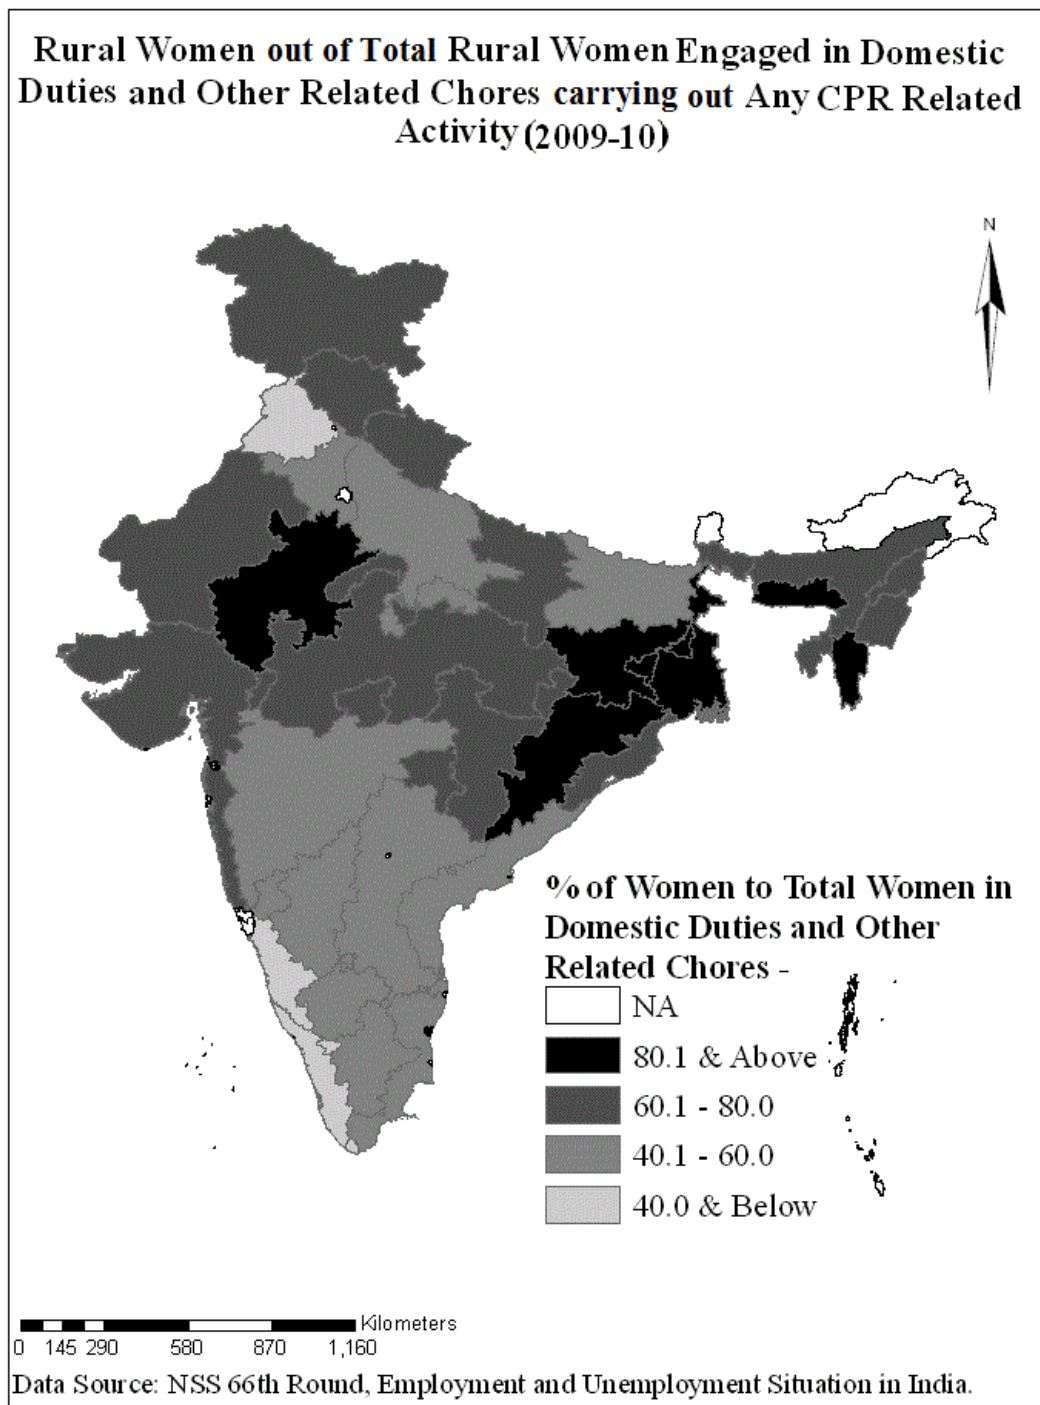 Rural Women out of Total Rural Women Engaged in Domestic
Duties and Other Related Chores carrying out Any CPR Related
Activity (2009-10)
N
% of Women to Total Women in
Domestic Duties and Other
Related Chores -
NA
80.1 & Above
60.1 - 80.0
40.1 - 60.0
40.0 & Below
Kilometers
0 145 290 580 870 1,160
Data Source: NSS 66th Round, Employment and Unemployment Situation in India.